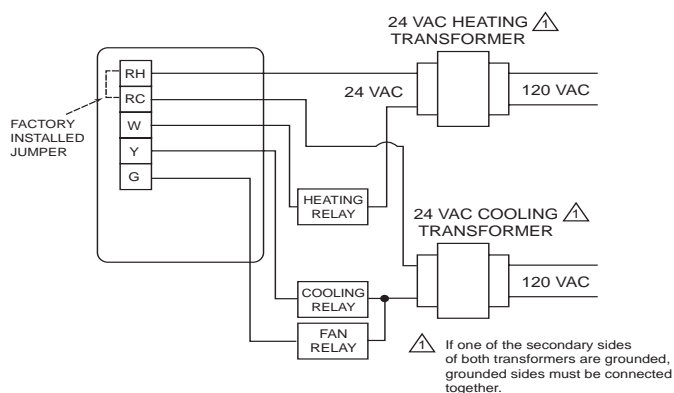 24 VAC HEATING 1
TRANSFORMER
RH
24 VAC
120 VAC
RC
FACTORY
INSTALLED
JUMPER
W
Y
G
HEATING
RELAY
24 VAC COOLING 1
TRANSFORMER
120 VAC
COOLING
RELAY
FAN
RELAY
1 If one of the secondary sides
of both transformers are grounded,
grounded sides must be connected
together.